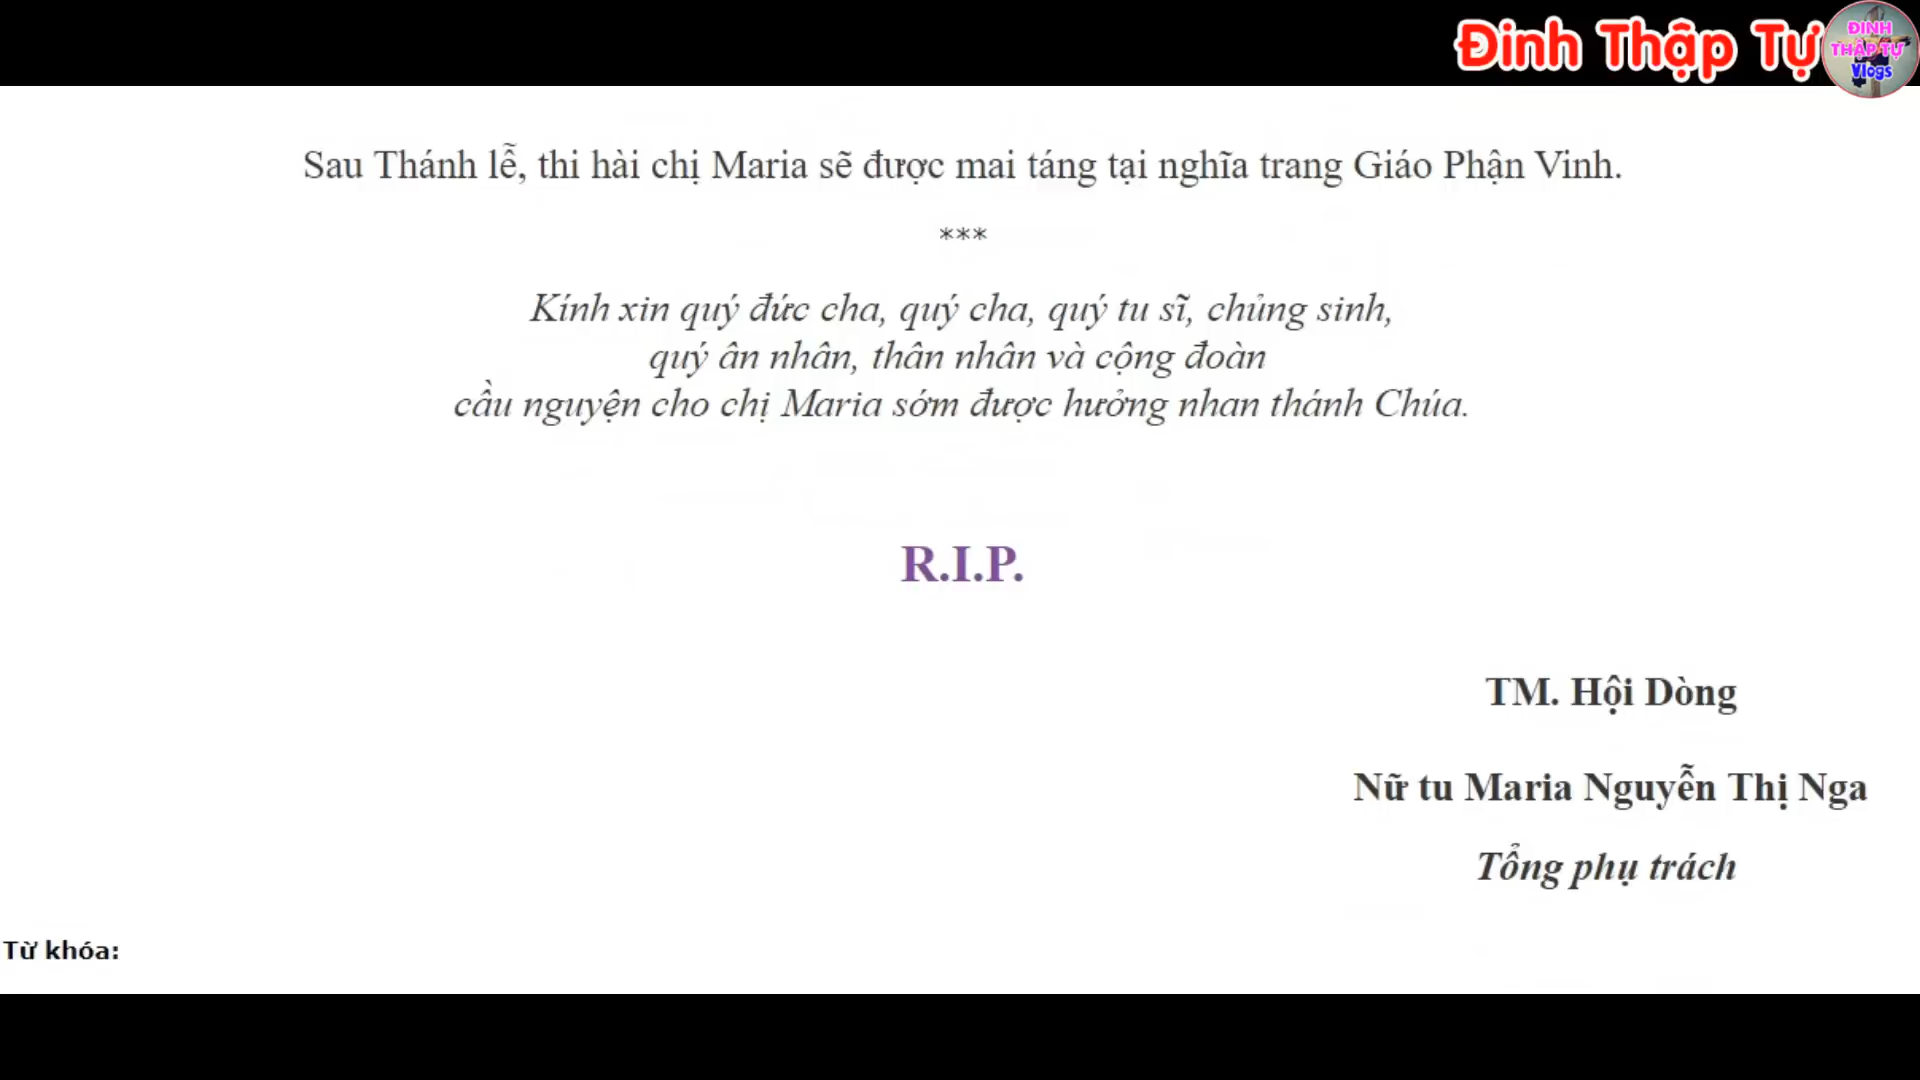 Đinh Thập Tự
ĐINH
THẬP TỰ
Vlogs
Sau Thánh lễ, thi hài chị Maria sẽ được mai táng tại nghĩa trang Giáo Phận Vinh.
***
Kính xin quý đức cha, quý cha, quý tu sĩ, chủng sinh,
quý ân nhân, thân nhân và cộng đoàn
cầu nguyện cho chị Maria sớm được hưởng nhan thánh Chúa.
R.I.P.
TM. Hội Dòng
Nữ tu Maria Nguyễn Thị Nga
Tổng phụ trách
Từ khóa: